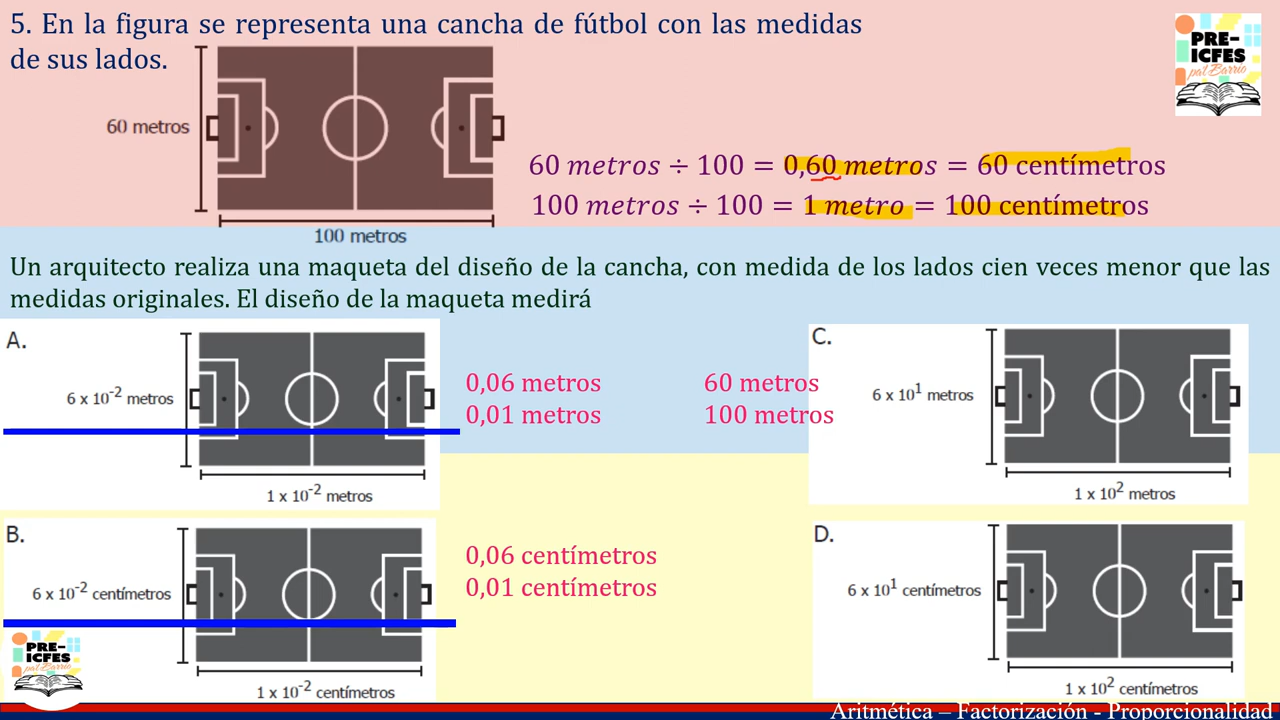 5. En la figura se representa una cancha de fútbol con las medidas
de sus lados.
PRE-
ICFES
pa'l Barrio
60 metros
60 metros ÷ 100 = 0,60 metros = 60 centímetros
100 metros ÷ 100 = 1 metro = 100 centímetros
100 metros
Un arquitecto realiza una maqueta del diseño de la cancha, con medida de los lados cien veces menor que las
medidas originales. El diseño de la maqueta medirá
A.
6 x 10⁻² metros
1 x 10⁻² metros
0,06 metros
0,01 metros
60 metros
100 metros
C.
6 x 10¹ metros
1 x 10² metros
B.
6 x 10⁻² centímetros
1 x 10⁻² centímetros
0,06 centímetros
0,01 centímetros
D.
6 x 10¹ centímetros
1 x 10² centímetros
PRE-
ICFES
pa'l Barrio
Aritmética – Factorización - Proporcionalidad